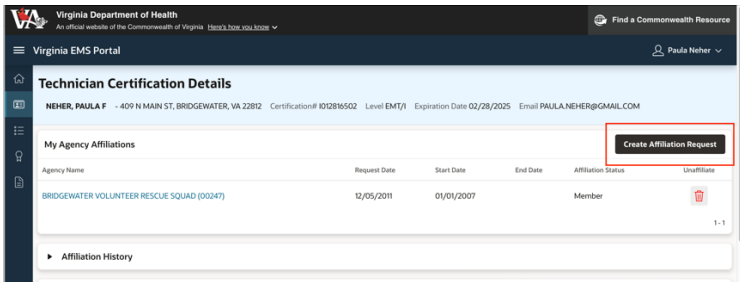 Virginia Department of Health
An official website of the Commonwealth of Virginia Here's how you know
Find a Commonwealth Resource
Virginia EMS Portal
Paula Neher
Technician Certification Details
NEHER, PAULA F - 409 N MAIN ST, BRIDGEWATER, VA 22812 Certification# I012816502 Level EMT/I Expiration Date 02/28/2025 Email PAULA.NEHER@GMAIL.COM
My Agency Affiliations
Create Affiliation Request
Agency Name Request Date Start Date End Date Affiliation Status Unaffiliate
BRIDGEWATER VOLUNTEER RESCUE SQUAD (00247) 12/05/2011 01/01/2007 Member
1 - 1
Affiliation History